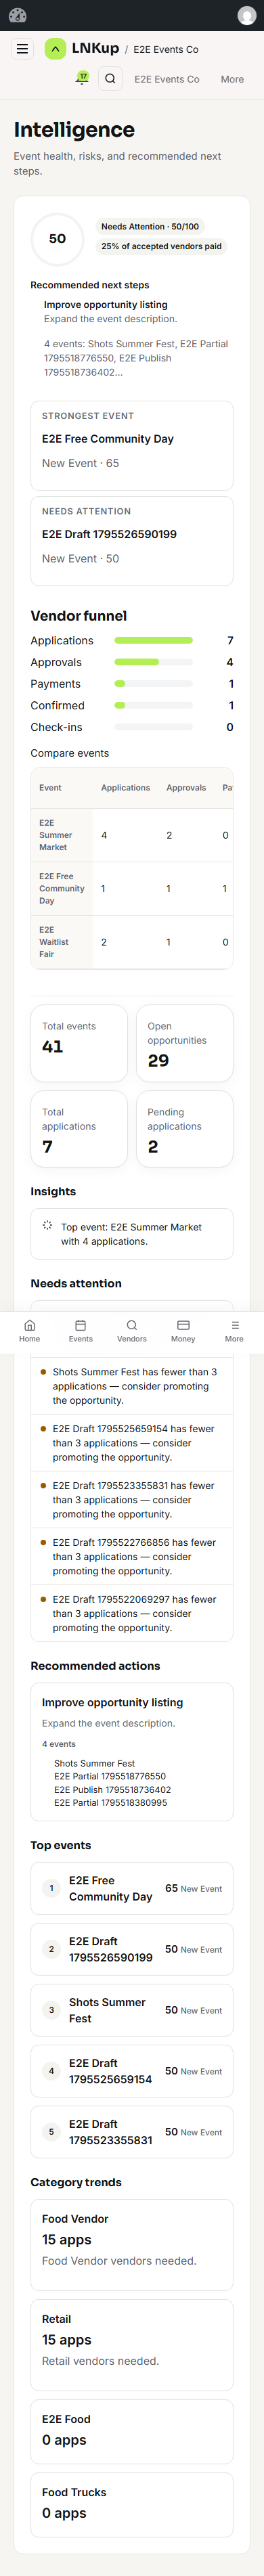 LNKup / E2E Events Co
17
E2E Events Co More
Intelligence
Event health, risks, and recommended next
steps.
50
Needs Attention · 50/100
25% of accepted vendors paid
Recommended next steps
Improve opportunity listing
Expand the event description.
4 events: Shots Summer Fest, E2E Partial
1795518776550, E2E Publish
1795518736402...
STRONGEST EVENT
E2E Free Community Day
New Event · 65
NEEDS ATTENTION
E2E Draft 1795526590199
New Event · 50
Vendor funnel
Applications 7
Approvals 4
Payments 1
Confirmed 1
Check-ins 0
Compare events
Event Applications Approvals Pa
E2E
Summer
Market
4 2 0
E2E Free
Community
Day
1 1 1
E2E
Waitlist
Fair
2 1 0
Total events
41
Open
opportunities
29
Total
applications
7
Pending
applications
2
Insights
Top event: E2E Summer Market
with 4 applications.
Needs attention
Home Events Vendors Money More
Shots Summer Fest has fewer than 3
applications — consider promoting
the opportunity.
E2E Draft 1795525659154 has fewer
than 3 applications — consider
promoting the opportunity.
E2E Draft 1795523355831 has fewer
than 3 applications — consider
promoting the opportunity.
E2E Draft 1795522766856 has fewer
than 3 applications — consider
promoting the opportunity.
E2E Draft 1795522069297 has fewer
than 3 applications — consider
promoting the opportunity.
Recommended actions
Improve opportunity listing
Expand the event description.
4 events
Shots Summer Fest
E2E Partial 1795518776550
E2E Publish 1795518736402
E2E Partial 1795518380995
Top events
1 E2E Free
Community Day
65 New Event
2 E2E Draft
1795526590199
50 New Event
3 Shots Summer
Fest
50 New Event
4 E2E Draft
1795525659154
50 New Event
5 E2E Draft
1795523355831
50 New Event
Category trends
Food Vendor
15 apps
Food Vendor vendors needed.
Retail
15 apps
Retail vendors needed.
E2E Food
0 apps
Food Trucks
0 apps